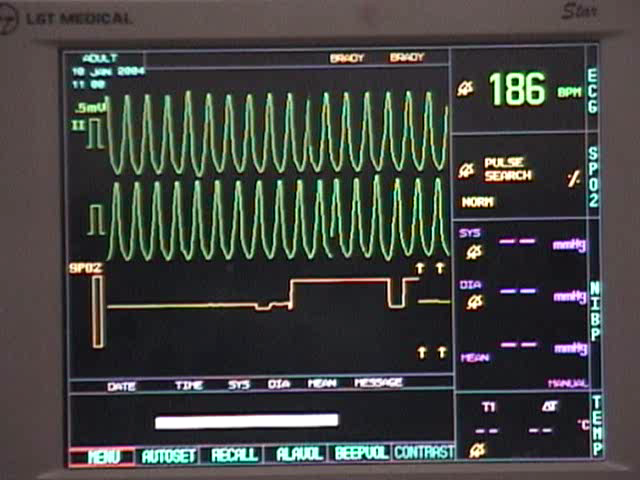 L&T MEDICAL
Star
ADULT
BRADY BRADY
10 JAN 2004
11 00
.5mV
II
186 BPM
ECG
PULSE
SEARCH
%
NORM
SPO2
SPO2
SYS
mmHg
DIA
mmHg
MEAN
mmHg
MANUAL
NIBP
DATE TIME SYS DIA MEAN MESSAGE
T1 ΔT
°C
TEMP
MENU AUTOSET RECALL ALAVOL BEEPVOL CONTRAST